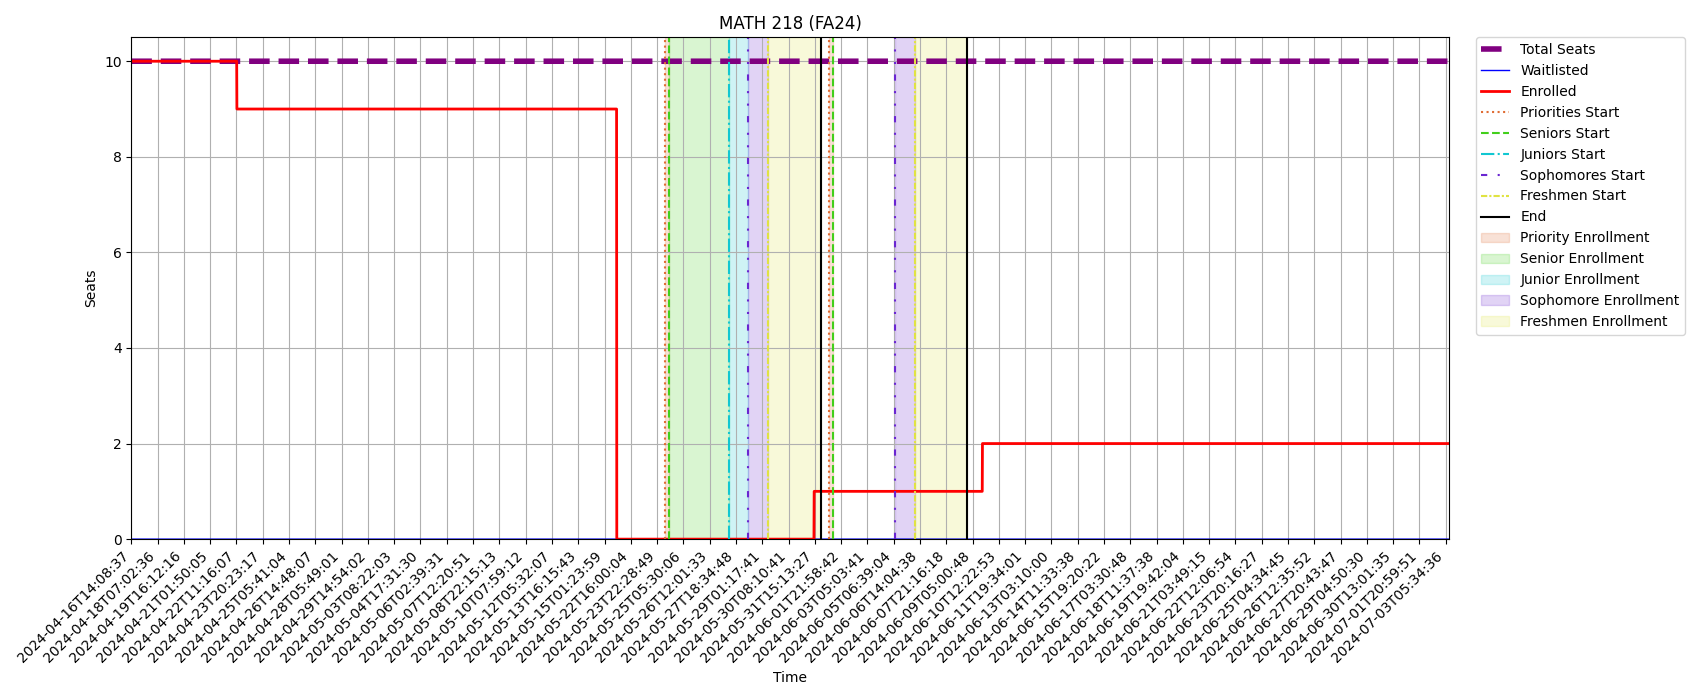 MATH 218 (FA24)
10
8
6
4
2
0
Seats
2024-04-16T14:08:37
2024-04-18T07:02:36
2024-04-19T16:12:16
2024-04-21T01:50:05
2024-04-22T11:16:07
2024-04-23T20:23:17
2024-04-25T05:41:04
2024-04-26T14:48:07
2024-04-28T05:49:01
2024-04-29T14:54:02
2024-05-03T08:22:03
2024-05-04T17:31:30
2024-05-06T02:39:31
2024-05-07T12:20:51
2024-05-08T22:15:13
2024-05-10T07:59:12
2024-05-12T05:32:07
2024-05-13T16:15:43
2024-05-15T01:23:59
2024-05-22T16:00:04
2024-05-23T22:28:49
2024-05-25T05:30:06
2024-05-26T12:01:33
2024-05-27T18:34:48
2024-05-29T01:17:41
2024-05-30T08:10:41
2024-05-31T15:13:27
2024-06-01T21:58:42
2024-06-03T05:03:41
2024-06-05T06:39:04
2024-06-06T14:04:38
2024-06-07T21:16:18
2024-06-09T05:00:48
2024-06-10T12:22:53
2024-06-11T19:34:01
2024-06-13T03:10:00
2024-06-14T11:33:38
2024-06-15T19:20:22
2024-06-17T03:30:48
2024-06-18T11:37:38
2024-06-19T19:42:04
2024-06-21T03:49:15
2024-06-22T12:06:54
2024-06-23T20:16:27
2024-06-25T04:34:45
2024-06-26T12:35:52
2024-06-27T20:43:47
2024-06-29T04:50:30
2024-06-30T13:01:35
2024-07-01T20:59:51
2024-07-03T05:34:36
Time
Total Seats
Waitlisted
Enrolled
Priorities Start
Seniors Start
Juniors Start
Sophomores Start
Freshmen Start
End
Priority Enrollment
Senior Enrollment
Junior Enrollment
Sophomore Enrollment
Freshmen Enrollment